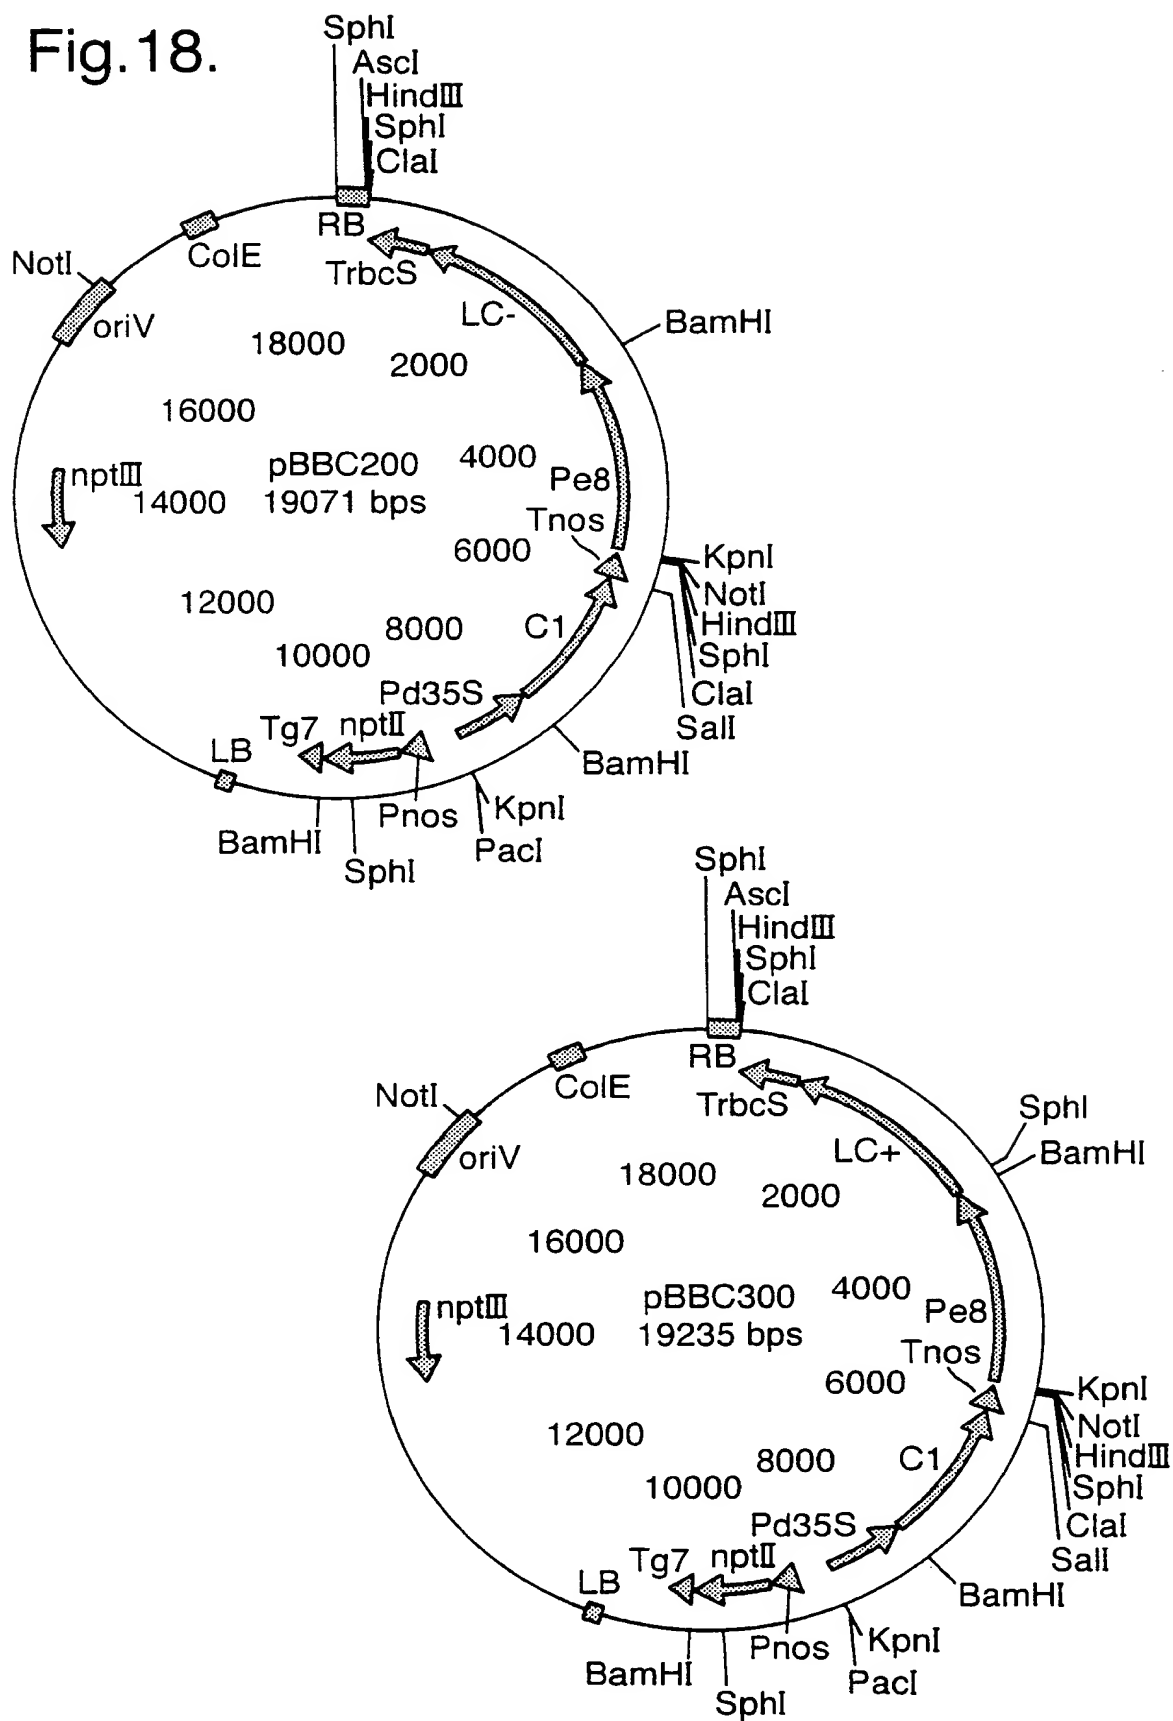 Fig.18.
SphI
AscI
HindIII
SphI
ClaI
RB
ColE
TrbcS
NotI
oriV
LC-
BamHI
18000
2000
16000
4000
pBBC200
19071 bps
Pe8
nptIII
14000
Tnos
6000
KpnI
NotI
HindIII
SphI
ClaI
SalI
12000
8000
C1
10000
Pd35S
Tg7
nptII
LB
BamHI
Pnos
KpnI
BamHI
SphI
PacI
SphI
AscI
HindIII
SphI
ClaI
RB
ColE
TrbcS
NotI
oriV
LC+
SphI
BamHI
18000
2000
16000
4000
pBBC300
19235 bps
Pe8
nptIII
14000
Tnos
6000
KpnI
NotI
HindIII
SphI
ClaI
SalI
12000
8000
C1
10000
Pd35S
Tg7
nptII
LB
BamHI
Pnos
KpnI
BamHI
SphI
PacI